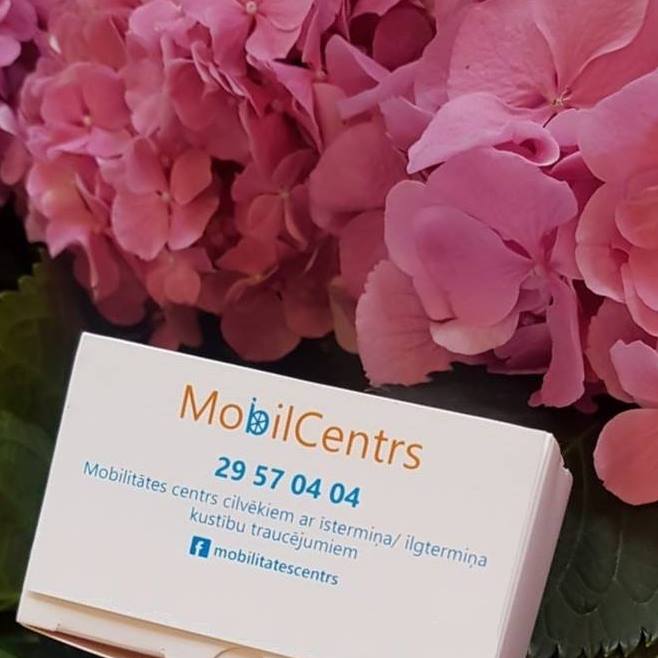 MobilCentrs
29 57 04 04
Mobilitātes centrs cilvēkiem ar īstermiņa/ ilgtermiņa
kustību traucējumiem
mobilitatescentrs